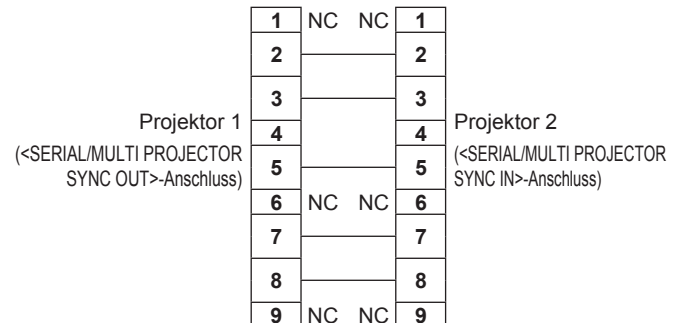 1 NC NC 1
2 2
3 3
Projektor 1
(<SERIAL/MULTI PROJECTOR
SYNC OUT>-Anschluss)
4 4
Projektor 2
(<SERIAL/MULTI PROJECTOR
SYNC IN>-Anschluss)
5 5
6 NC NC 6
7 7
8 8
9 NC NC 9